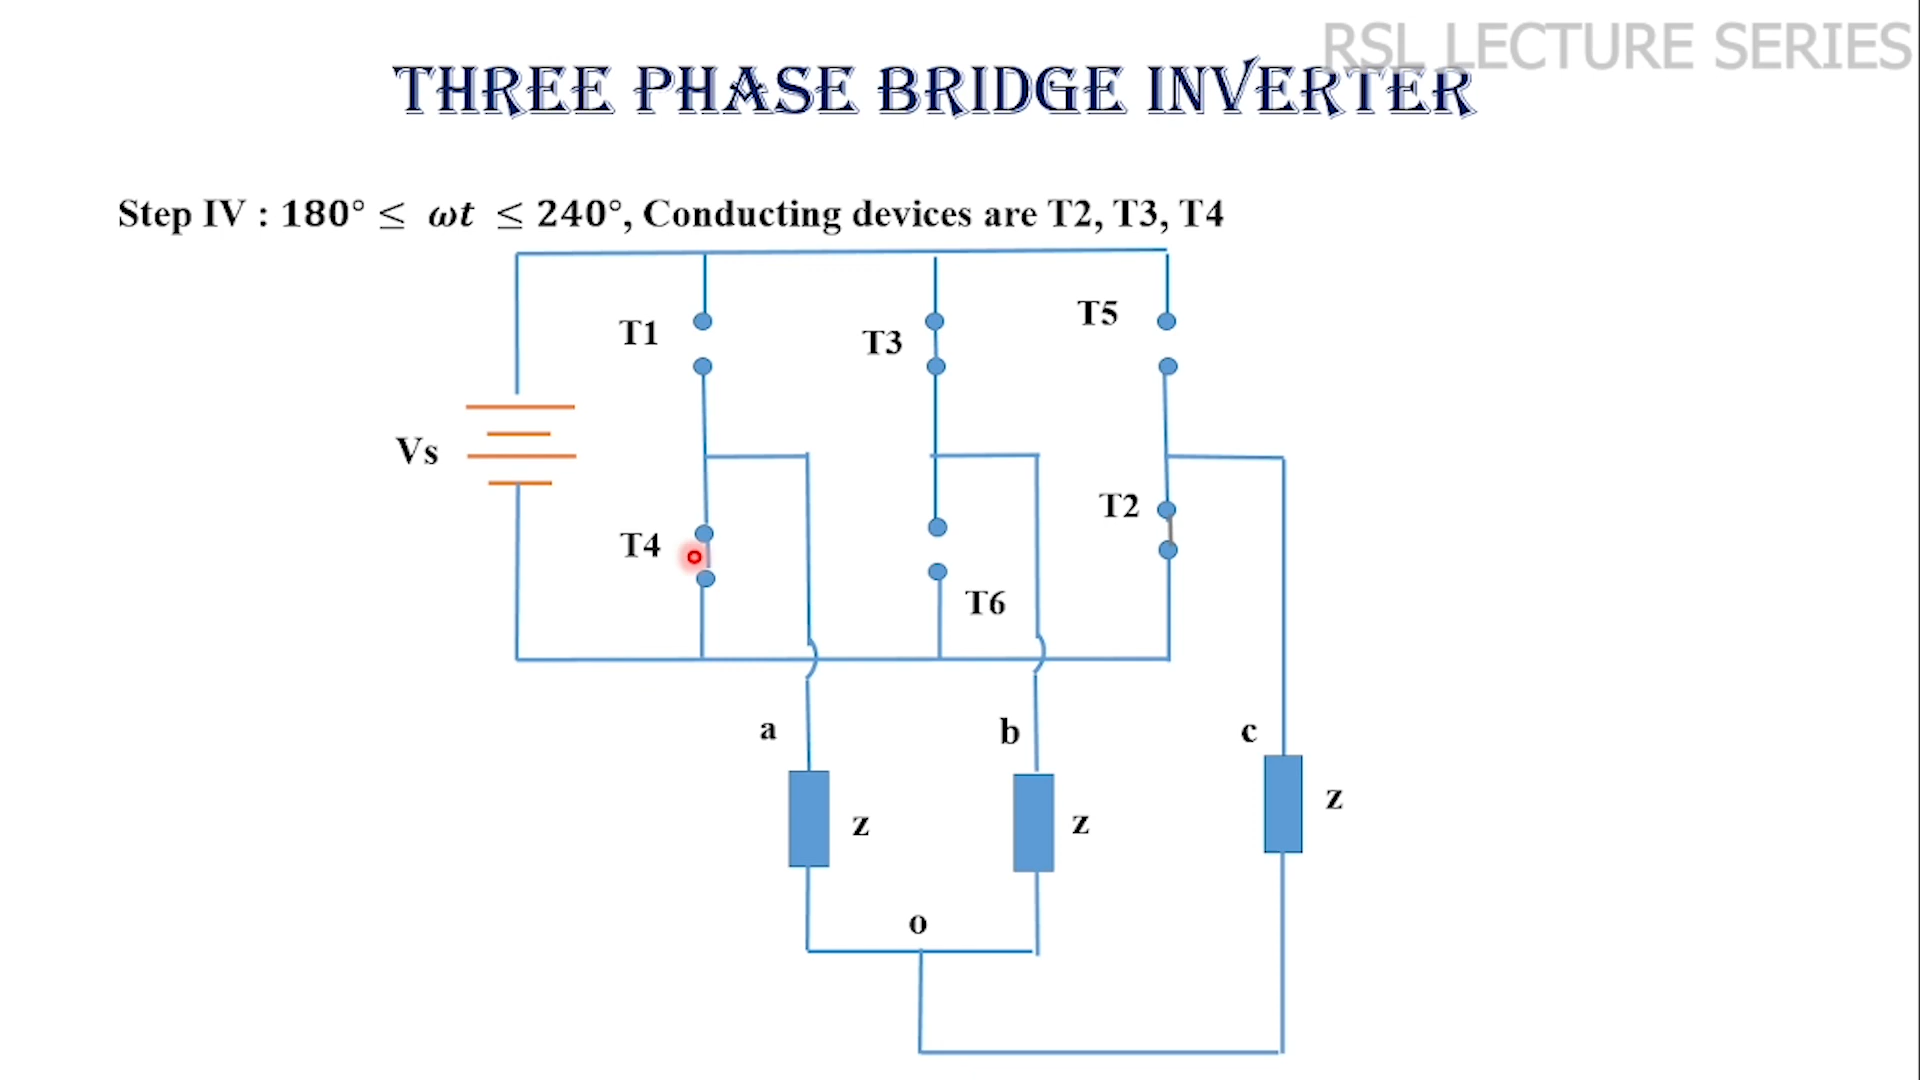 RSL LECTURE SERIES
THREE PHASE BRIDGE INVERTER
Step IV : 180° ≤ ωt ≤ 240°, Conducting devices are T2, T3, T4
T1
T3
T5
Vs
T4
T2
T6
a
b
c
z
z
z
o